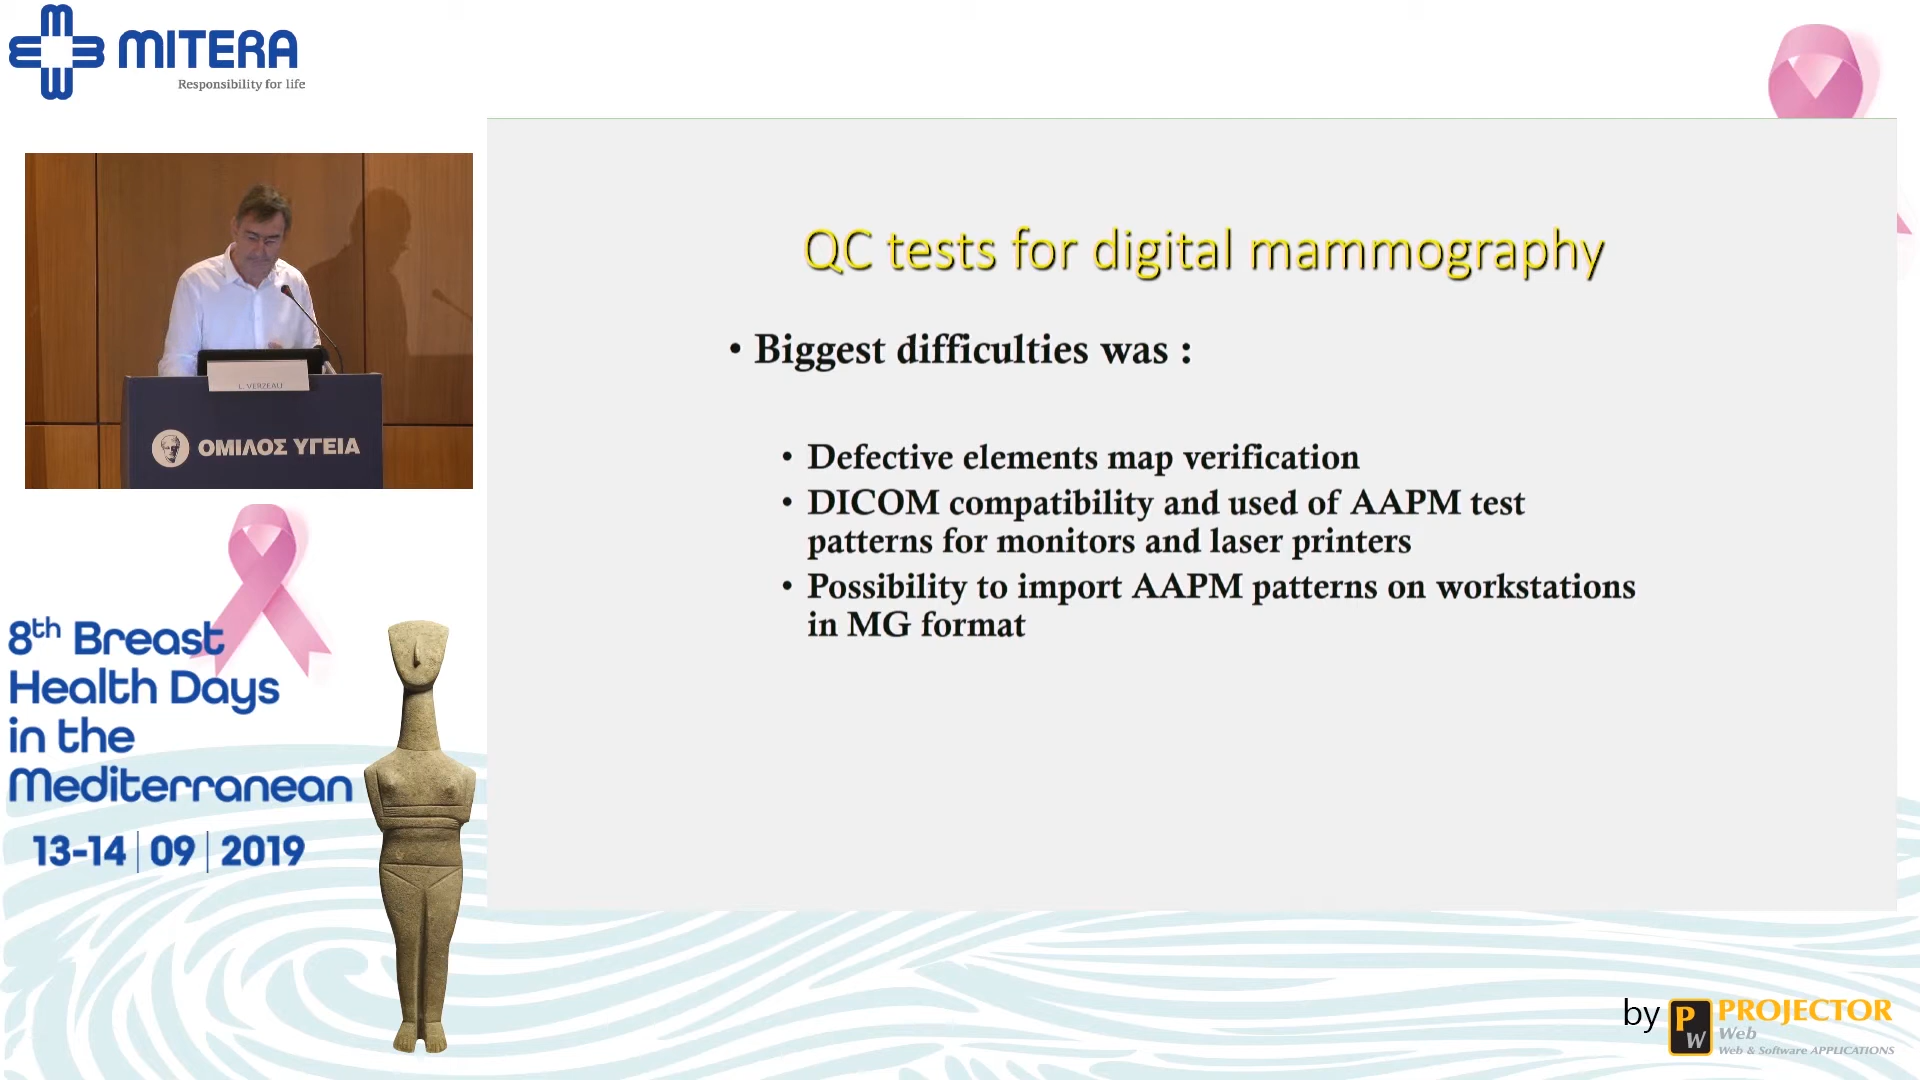 MITERA
Responsibility for life
L. VERZEAU
ΟΜΙΛΟΣ ΥΓΕΙΑ
8th Breast
Health Days
in the
Mediterranean
13-14 | 09 | 2019
QC tests for digital mammography
• Biggest difficulties was :
• Defective elements map verification
• DICOM compatibility and used of AAPM test
patterns for monitors and laser printers
• Possibility to import AAPM patterns on workstations
in MG format
by PW PROJECTOR
Web
Web & Software APPLICATIONS